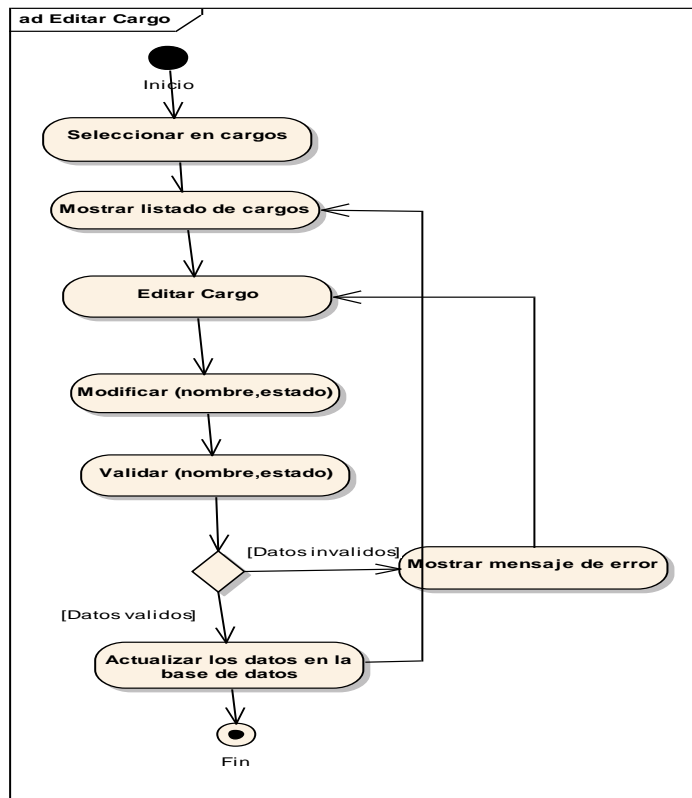 ad Editar Cargo
Inicio
Seleccionar en cargos
Mostrar listado de cargos
Editar Cargo
Modificar (nombre,estado)
Validar (nombre,estado)
[Datos invalidos]
Mostrar mensaje de error
[Datos validos]
Actualizar los datos en la
base de datos
Fin